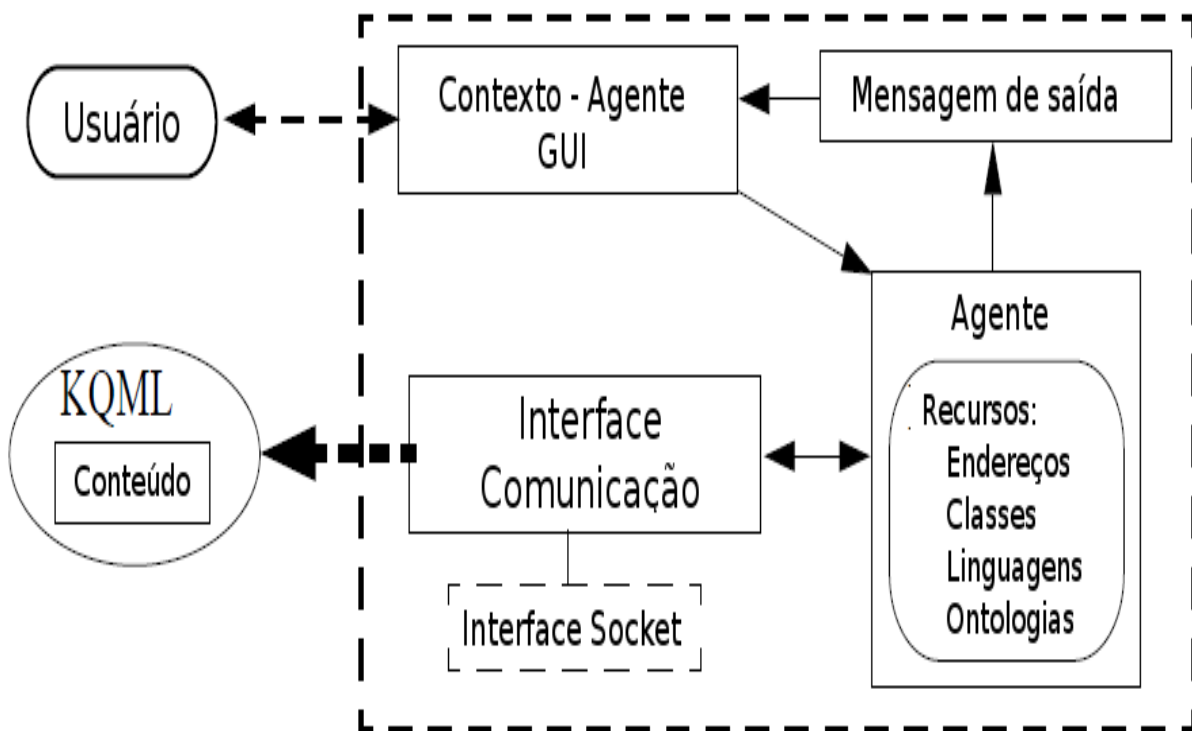 Usuário
Contexto - Agente
GUI
Mensagem de saída
Agente
Recursos:
Endereços
Classes
Linguagens
Ontologias
KQML
Conteúdo
Interface
Comunicação
Interface Socket